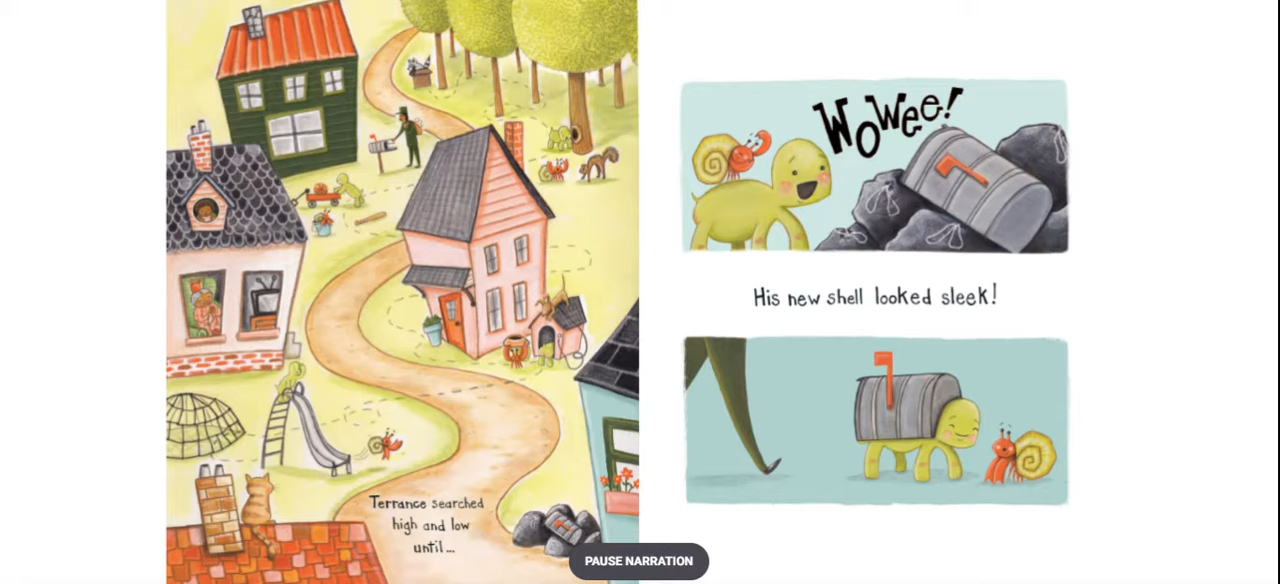 Terrance searched
high and low
until...
WOWee!
His new shell looked sleek!
PAUSE NARRATION